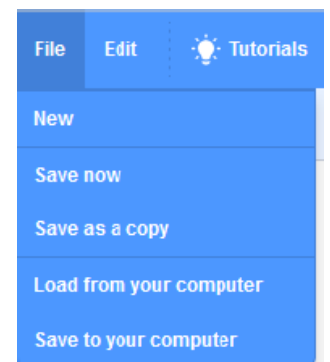 File Edit Tutorials
New
Save now
Save as a copy
Load from your computer
Save to your computer